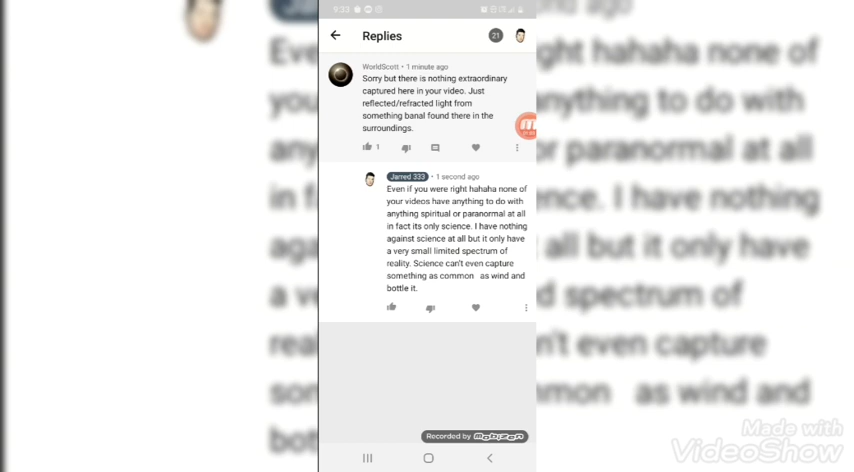 9:33
Replies
21
WorldScott • 1 minute ago
Sorry but there is nothing extraordinary
captured here in your video. Just
reflected/refracted light from
something banal found there in the
surroundings.
1
Jarred 333 • 1 second ago
Even if you were right hahaha none of
your videos have anything to do with
anything spiritual or paranormal at all
in fact its only science. I have nothing
against science at all but it only have
a very small limited spectrum of
reality. Science can't even capture
something as common   as wind and
bottle it.
Recorded by mobizen
Made with
VideoShow